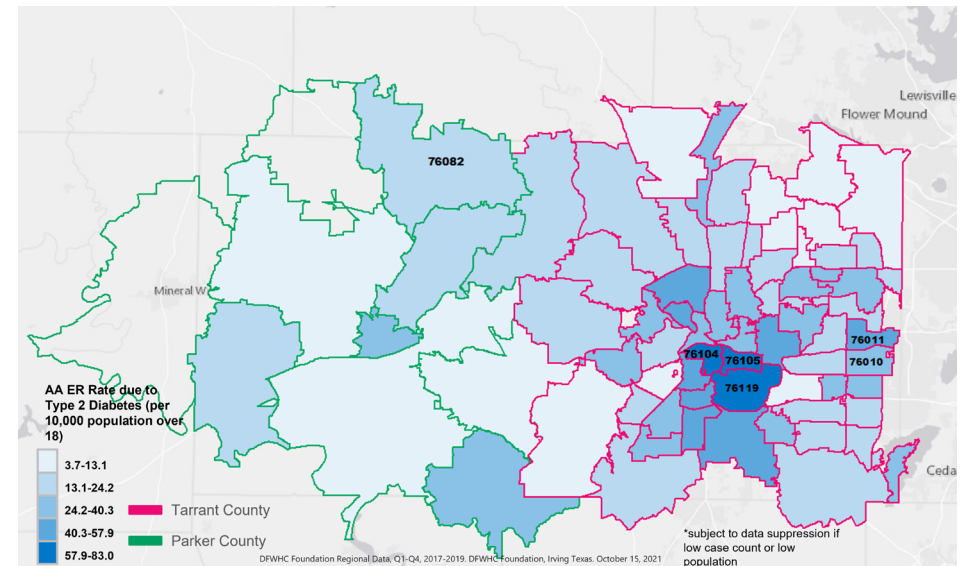 Lewisville
Flower Mound
76082
Mineral W
76011
76104
76105
76010
76119
AA ER Rate due to
Type 2 Diabetes (per
10,000 population over
18)
3.7-13.1
13.1-24.2
24.2-40.3
40.3-57.9
57.9-83.0
Tarrant County
Parker County
Ceda
*subject to data suppression if
low case count or low
population
DFWHC Foundation Regional Data, Q1-Q4, 2017-2019. DFWHC Foundation, Irving Texas. October 15, 2021